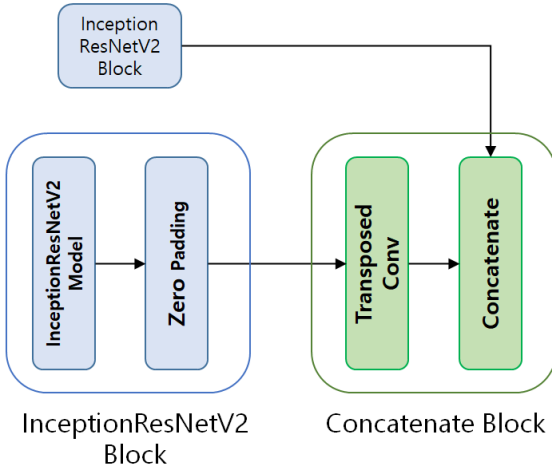 Inception
ResNetV2
Block
InceptionResNetV2
Model
Zero Padding
Transposed
Conv
Concatenate
InceptionResNetV2
Block
Concatenate Block